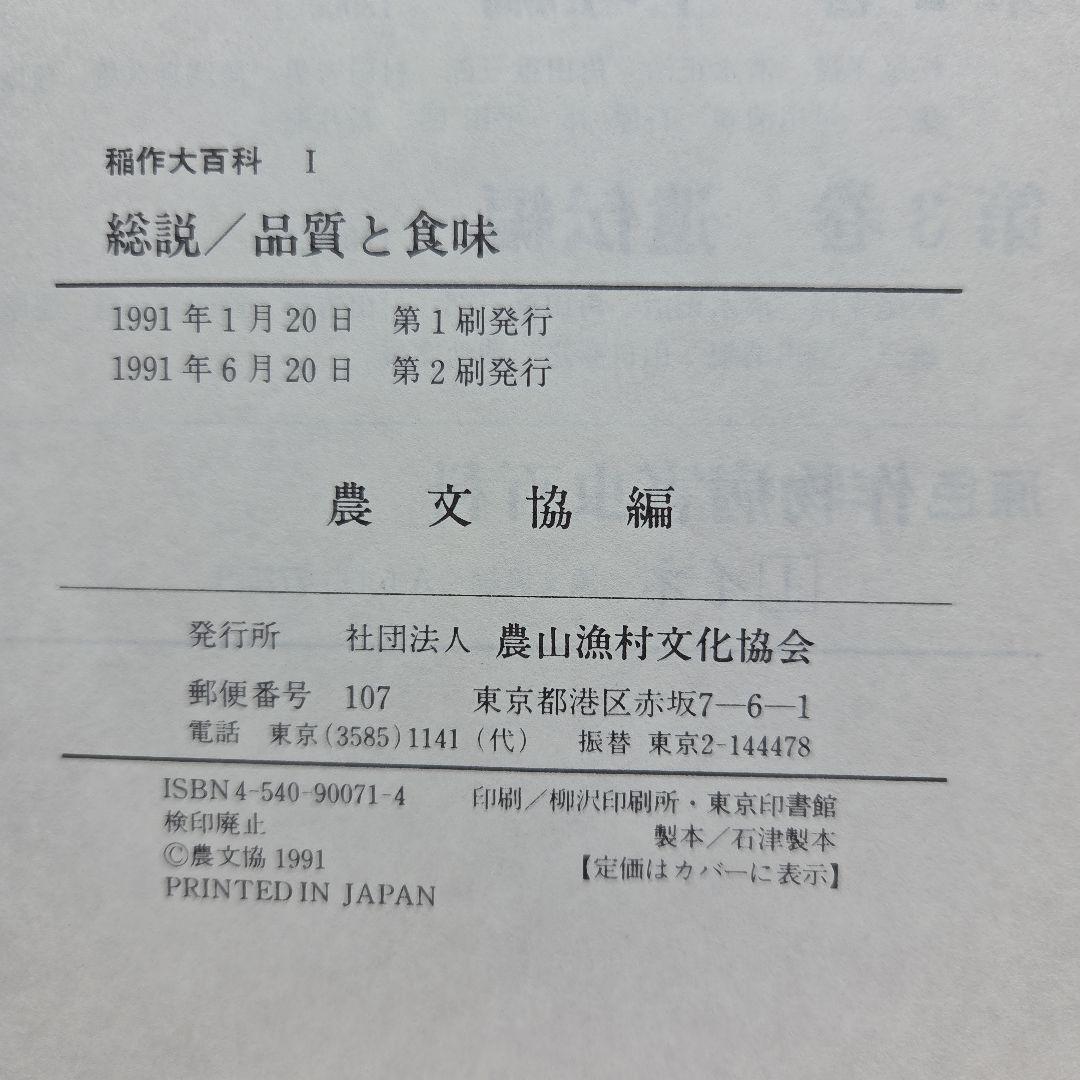 稲作大百科 I
総説／品質と食味
1991年1月20日 第1刷発行
1991年6月20日 第2刷発行
農文協編
発行所 社団法人 農山漁村文化協会
郵便番号 107 東京都港区赤坂7―6―1
電話 東京(3585)1141(代) 振替 東京2-144478
ISBN4-540-90071-4 印刷／柳沢印刷所・東京印書館
検印廃止 製本／石津製本
©農文協 1991 【定価はカバーに表示】
PRINTED IN JAPAN